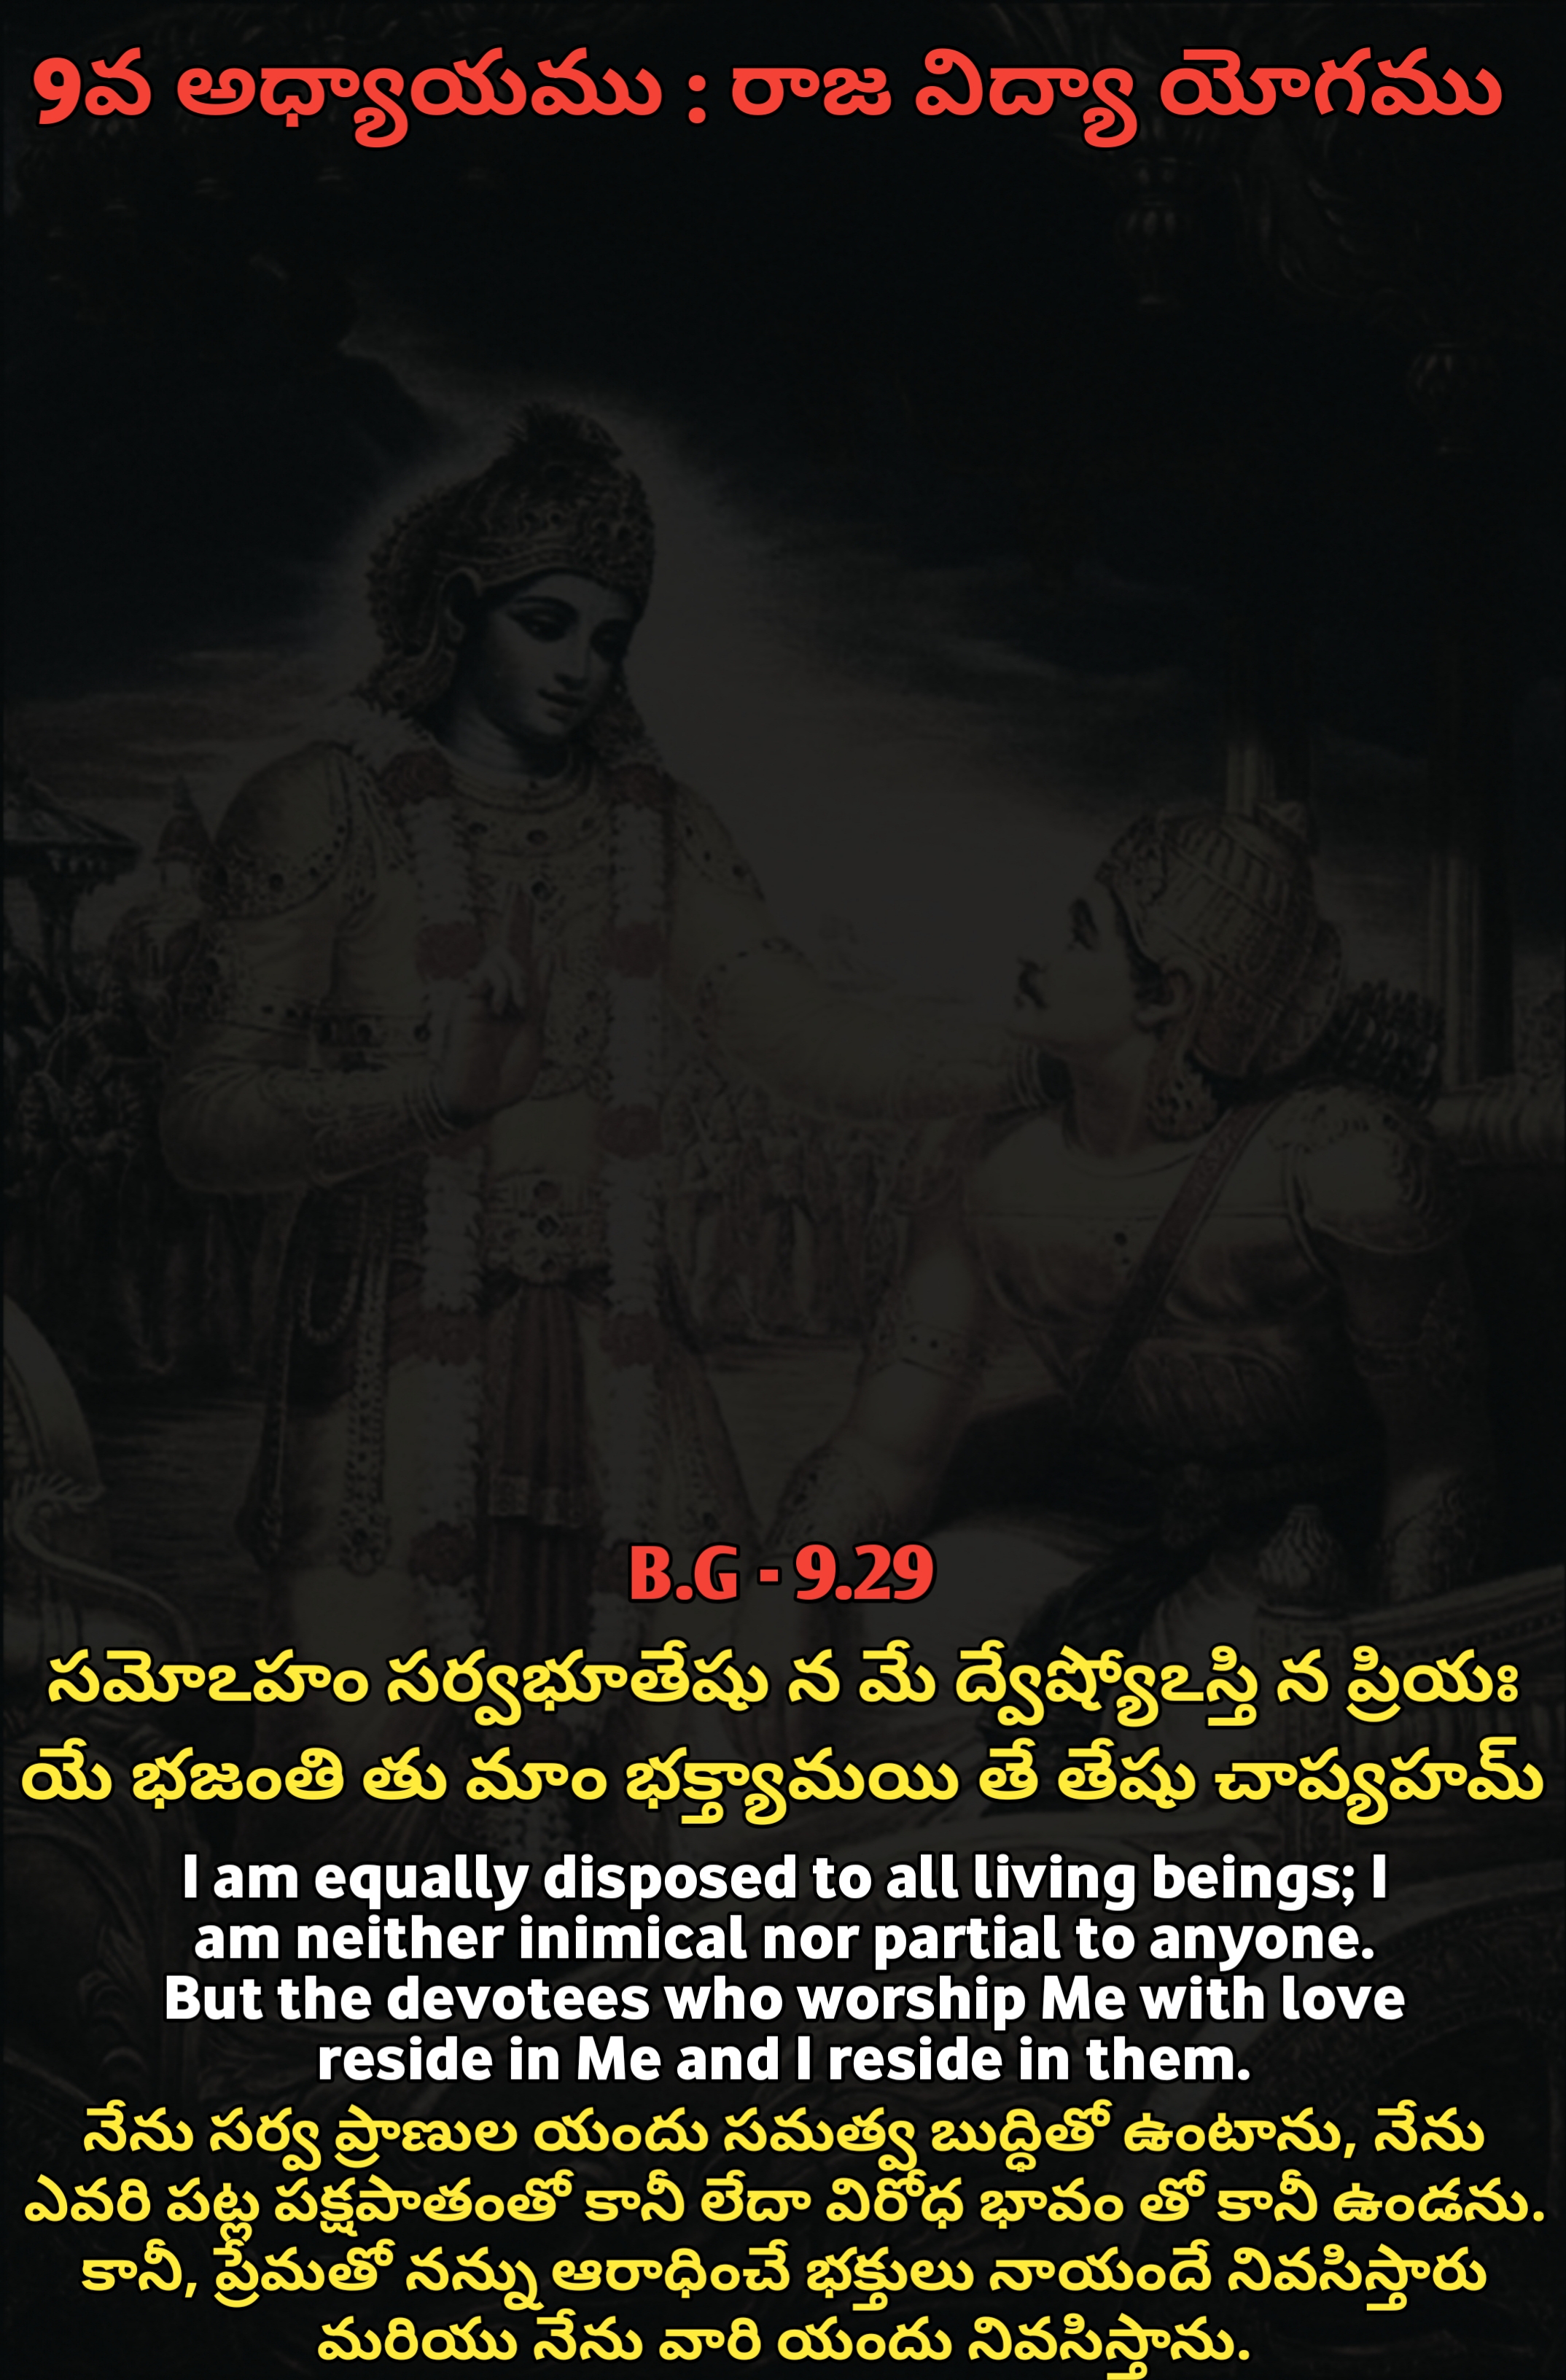 9వ అధ్యాయము : రాజ విద్యా యోగము
B.G - 9.29
సమోఽహం సర్వభూతేషు న మే ద్వేష్యోఽస్తి న ప్రియః
యే భజంతి తు మాం భక్త్యామయి తే తేషు చాప్యహమ్
I am equally disposed to all living beings; I
am neither inimical nor partial to anyone.
But the devotees who worship Me with love
reside in Me and I reside in them.
నేను సర్వ ప్రాణుల యందు సమత్వ బుద్ధితో ఉంటాను, నేను
ఎవరి పట్ల పక్షపాతంతో కానీ లేదా విరోధ భావం తో కానీ ఉండను.
కానీ, ప్రేమతో నన్ను ఆరాధించే భక్తులు నాయందే నివసిస్తారు
మరియు నేను వారి యందు నివసిస్తాను.